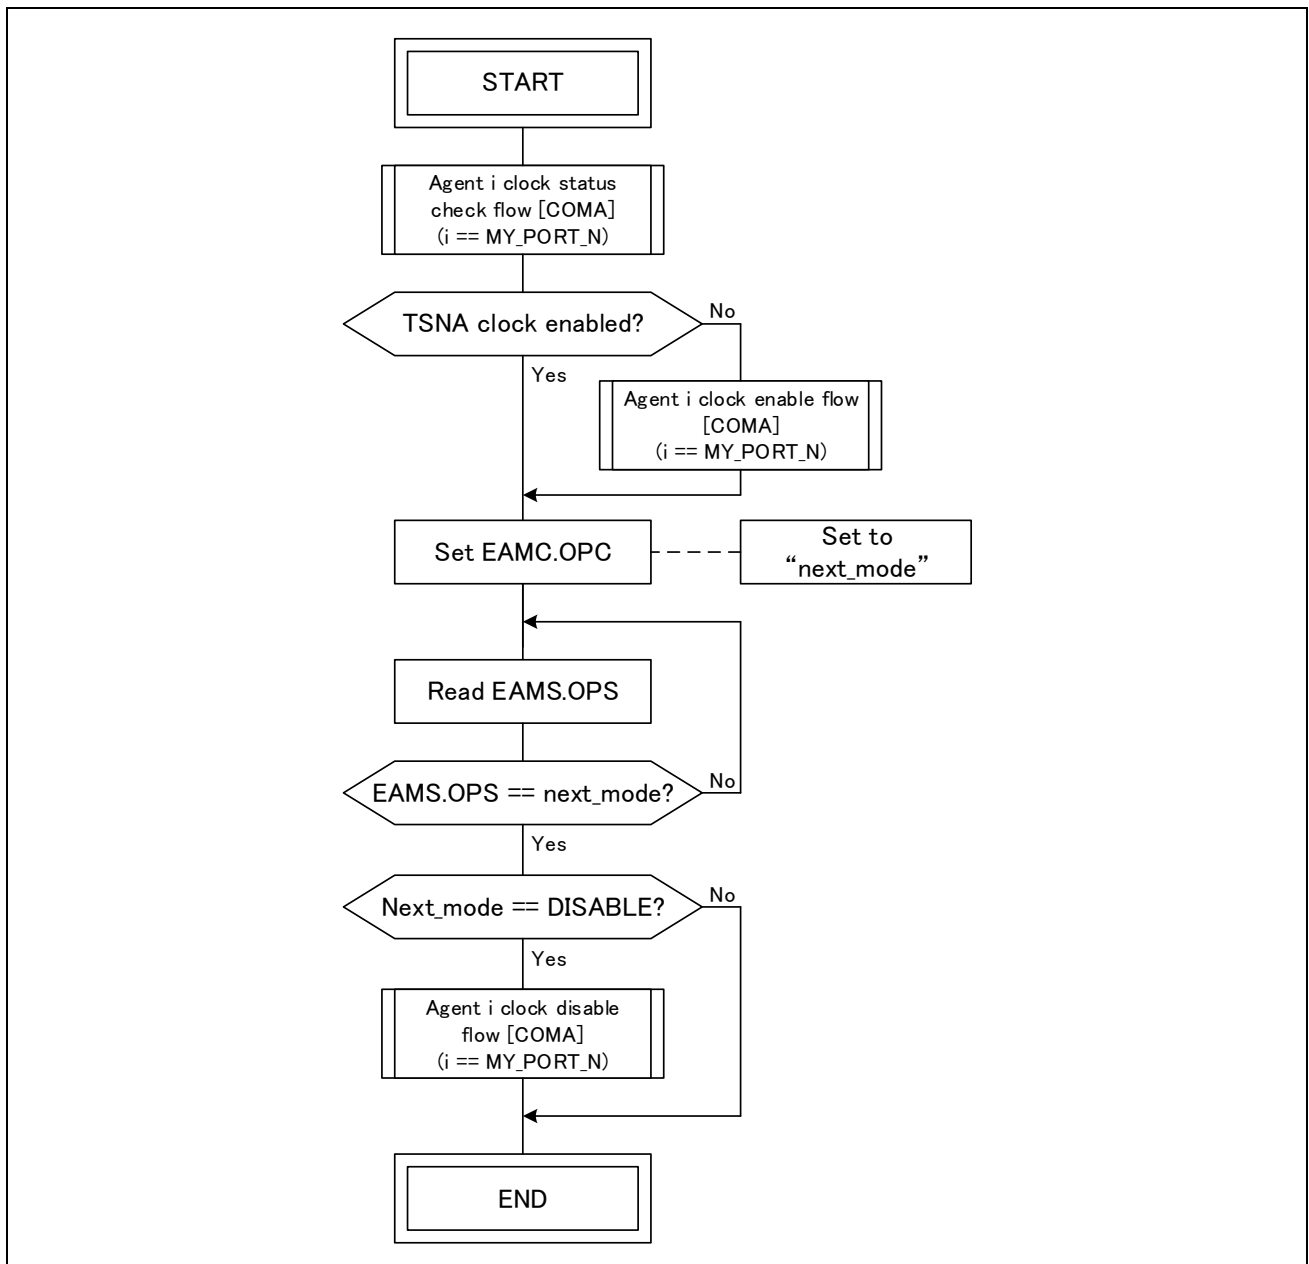 START
Agent i clock status
check flow [COMA]
(i == MY_PORT_N)
TSNA clock enabled?
No
Yes
Agent i clock enable flow
[COMA]
(i == MY_PORT_N)
Set EAMC.OPC
Set to
“next_mode”
Read EAMS.OPS
EAMS.OPS == next_mode?
No
Yes
Next_mode == DISABLE?
No
Yes
Agent i clock disable
flow [COMA]
(i == MY_PORT_N)
END